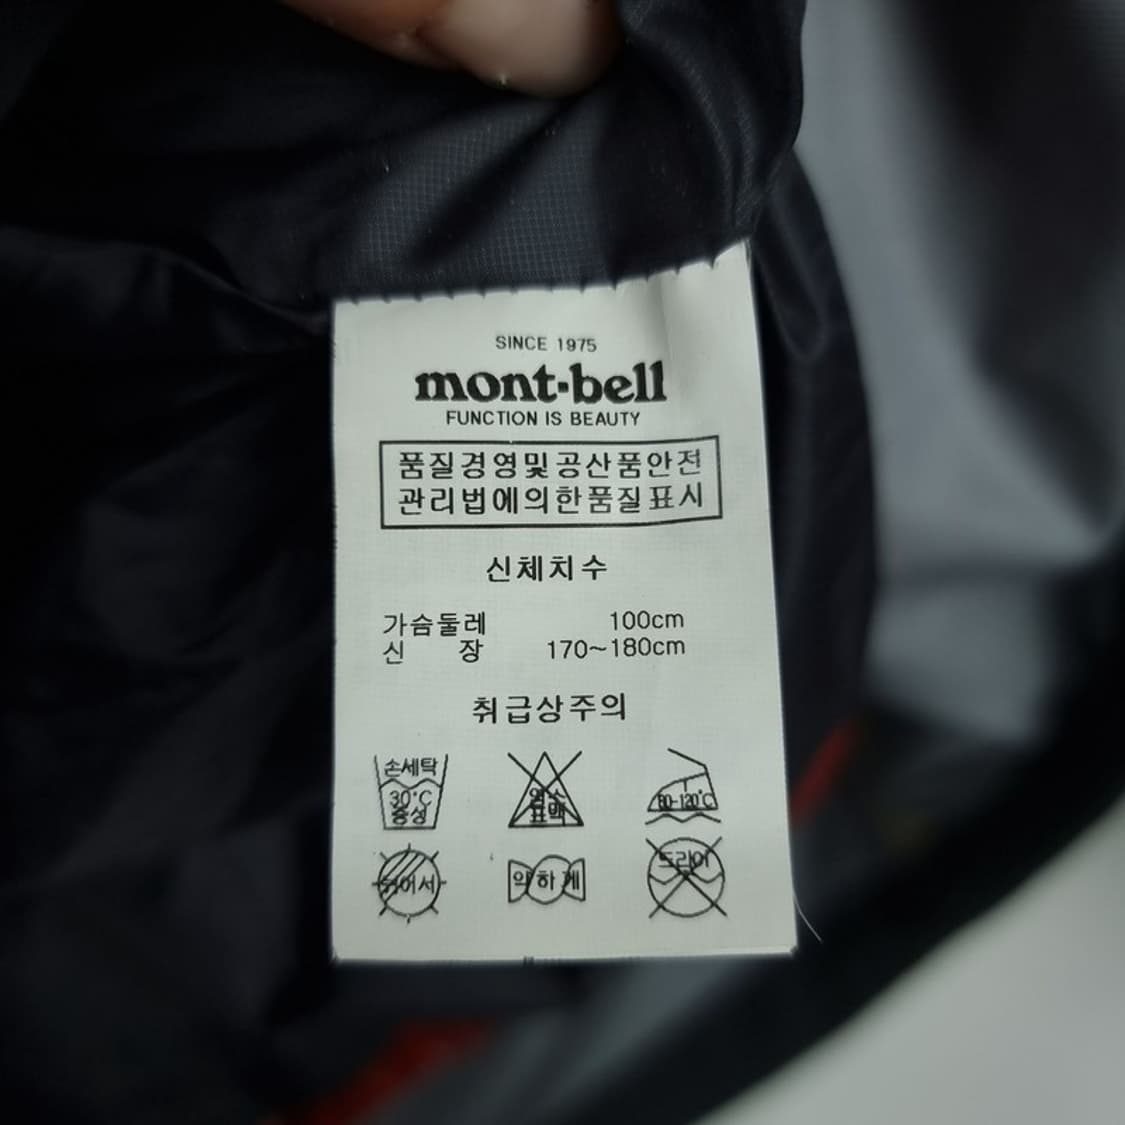 SINCE 1975
mont-bell
FUNCTION IS BEAUTY
품질경영및공산품안전
관리법에의한품질표시
신체치수
가슴둘레 100cm
신 장 170~180cm
취급상주의
손세탁
30°C
중성
염소
표백
80-120°C
뉘어서
약하게
드라이